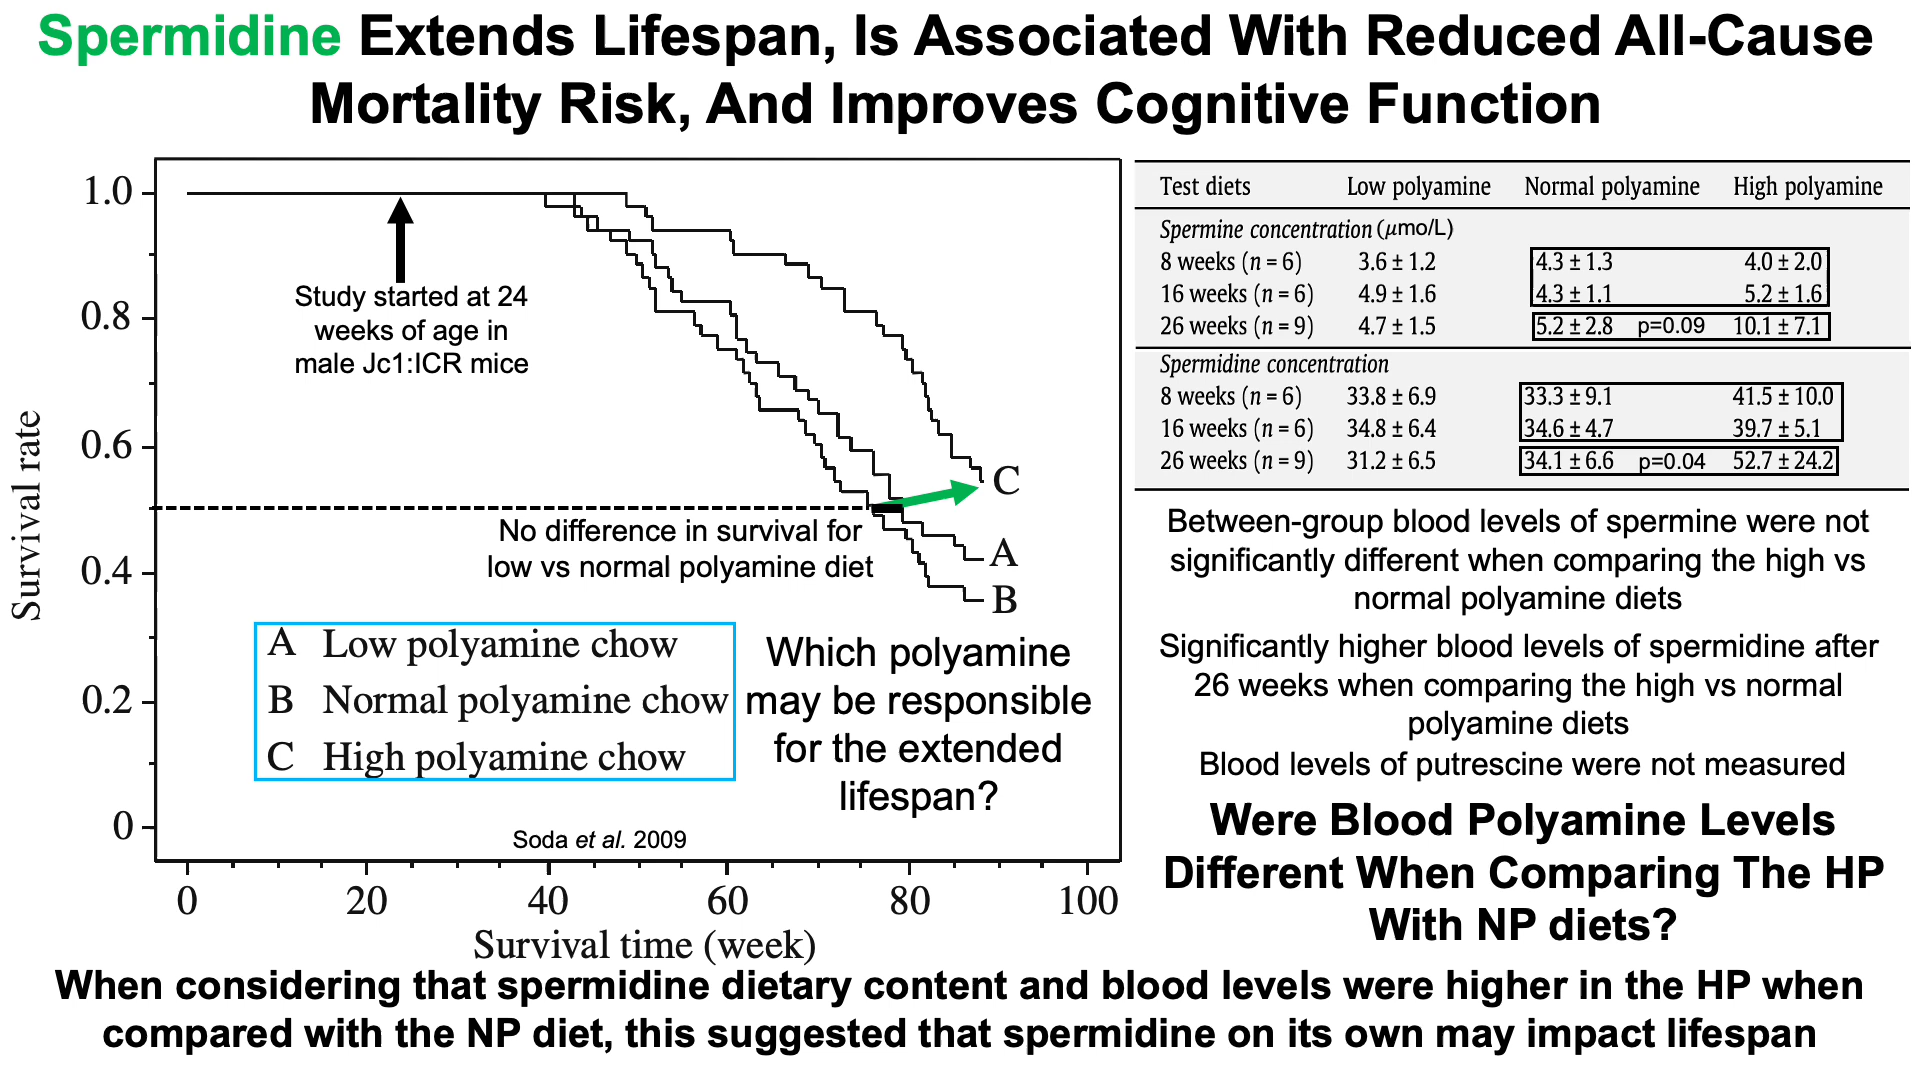 Spermidine Extends Lifespan, Is Associated With Reduced All-Cause
Mortality Risk, And Improves Cognitive Function
Survival rate
1.0
0.8
0.6
0.4
0.2
0
Study started at 24
weeks of age in
male Jc1:ICR mice
No difference in survival for
low vs normal polyamine diet
C
A
B
A Low polyamine chow
B Normal polyamine chow
C High polyamine chow
Which polyamine
may be responsible
for the extended
lifespan?
Soda et al. 2009
0 20 40 60 80 100
Survival time (week)
Test diets Low polyamine Normal polyamine High polyamine
Spermine concentration (μmo/L)
8 weeks (n = 6) 3.6 ± 1.2 4.3 ± 1.3 4.0 ± 2.0
16 weeks (n = 6) 4.9 ± 1.6 4.3 ± 1.1 5.2 ± 1.6
26 weeks (n = 9) 4.7 ± 1.5 5.2 ± 2.8 p=0.09 10.1 ± 7.1
Spermidine concentration
8 weeks (n = 6) 33.8 ± 6.9 33.3 ± 9.1 41.5 ± 10.0
16 weeks (n = 6) 34.8 ± 6.4 34.6 ± 4.7 39.7 ± 5.1
26 weeks (n = 9) 31.2 ± 6.5 34.1 ± 6.6 p=0.04 52.7 ± 24.2
Between-group blood levels of spermine were not
significantly different when comparing the high vs
normal polyamine diets
Significantly higher blood levels of spermidine after
26 weeks when comparing the high vs normal
polyamine diets
Blood levels of putrescine were not measured
Were Blood Polyamine Levels
Different When Comparing The HP
With NP diets?
When considering that spermidine dietary content and blood levels were higher in the HP when
compared with the NP diet, this suggested that spermidine on its own may impact lifespan